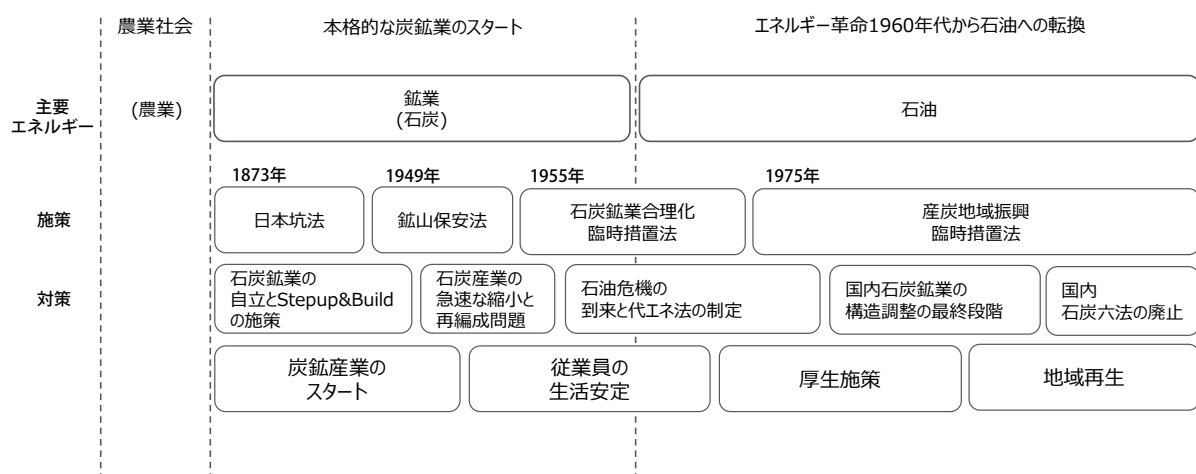 農業社会
本格的な炭鉱業のスタート
エネルギー革命1960年代から石油への転換
主要
エネルギー
(農業)
鉱業
(石炭)
石油
1873年
1949年
1955年
1975年
施策
日本坑法
鉱山保安法
石炭鉱業合理化
臨時措置法
産炭地域振興
臨時措置法
対策
石炭鉱業の
自立とStepup&Build
の施策
石炭産業の
急速な縮小と
再編成問題
石油危機の
到来と代エネ法の制定
国内石炭鉱業の
構造調整の最終段階
国内
石炭六法の廃止
炭鉱産業の
スタート
従業員の
生活安定
厚生施策
地域再生